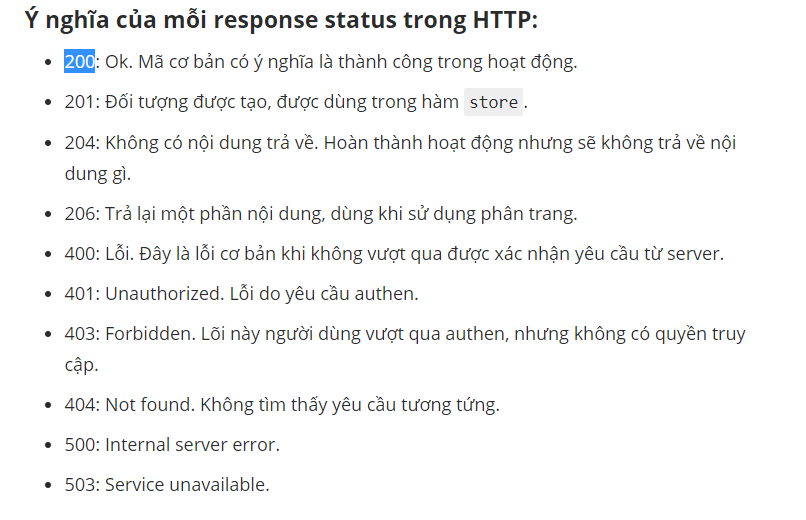 Ý nghĩa của mỗi response status trong HTTP:
• 200: Ok. Mã cơ bản có ý nghĩa là thành công trong hoạt động.
• 201: Đối tượng được tạo, được dùng trong hàm store.
• 204: Không có nội dung trả về. Hoàn thành hoạt động nhưng sẽ không trả về nội
dung gì.
• 206: Trả lại một phần nội dung, dùng khi sử dụng phân trang.
• 400: Lỗi. Đây là lỗi cơ bản khi không vượt qua được xác nhận yêu cầu từ server.
• 401: Unauthorized. Lỗi do yêu cầu authen.
• 403: Forbidden. Lõi này người dùng vượt qua authen, nhưng không có quyền truy
cập.
• 404: Not found. Không tìm thấy yêu cầu tương tứng.
• 500: Internal server error.
• 503: Service unavailable.